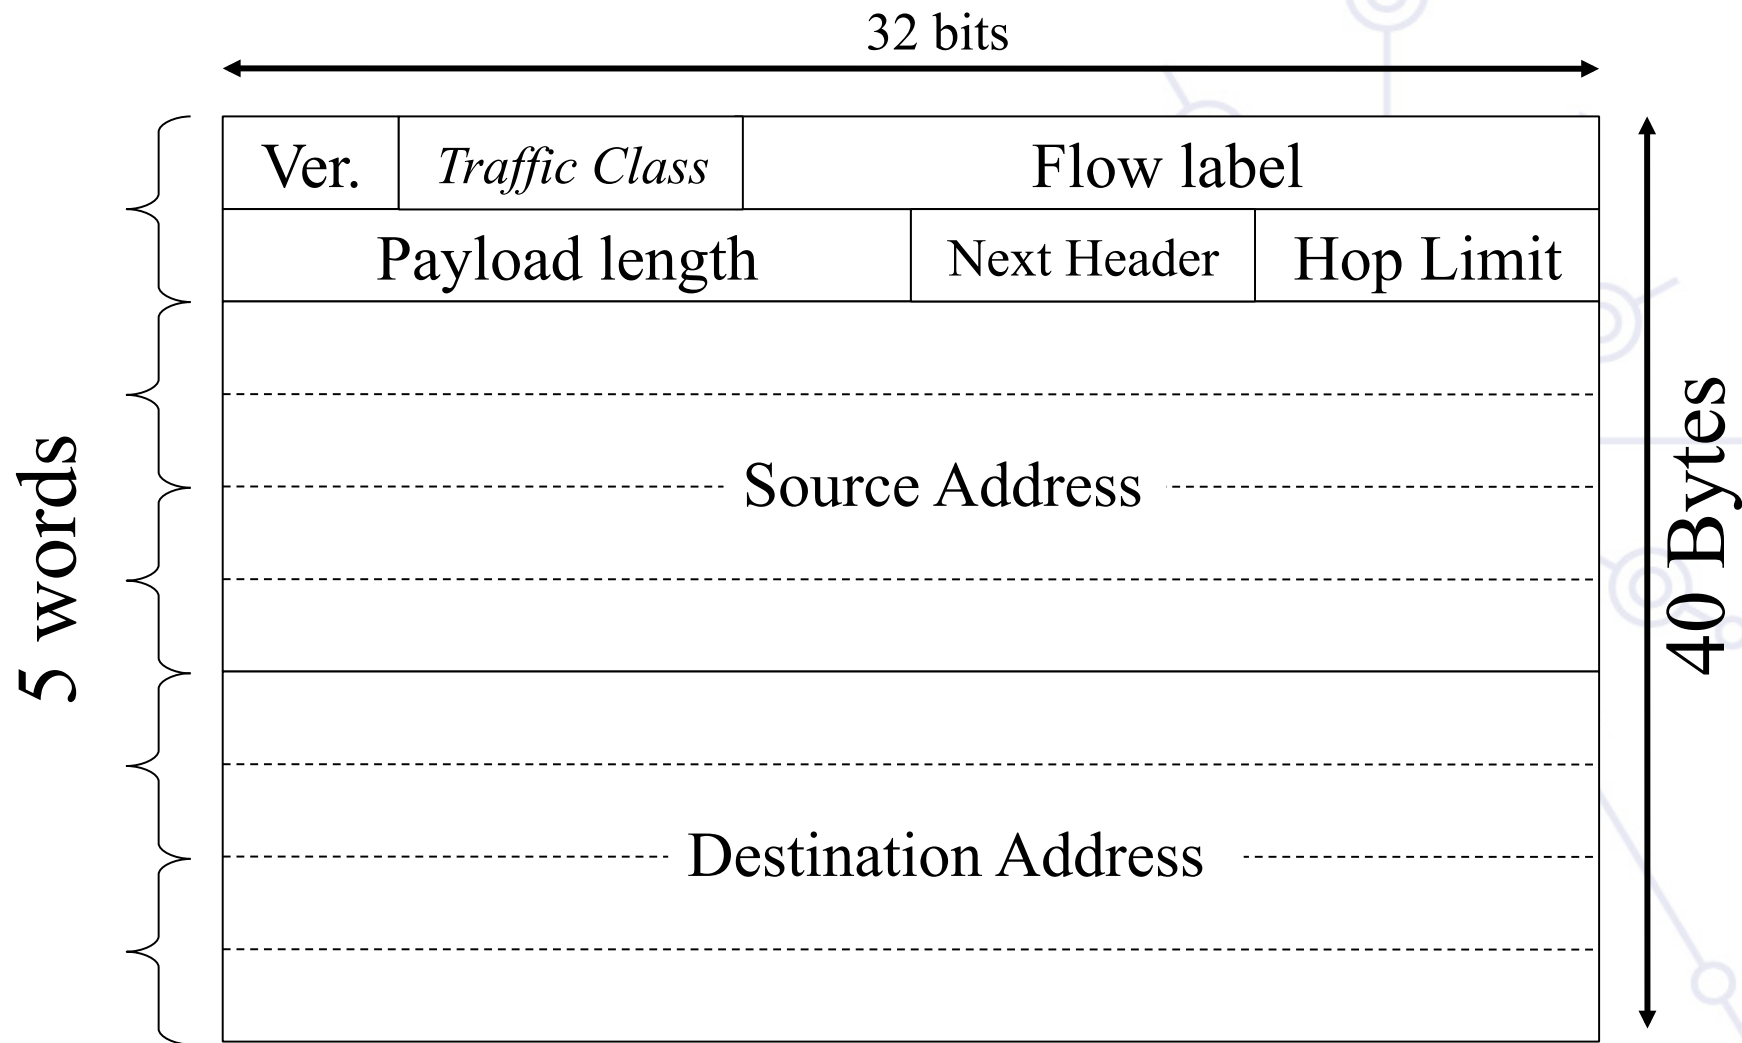 32 bits
Ver. Traffic Class Flow label
Payload length Next Header Hop Limit
Source Address
5 words
40 Bytes
Destination Address